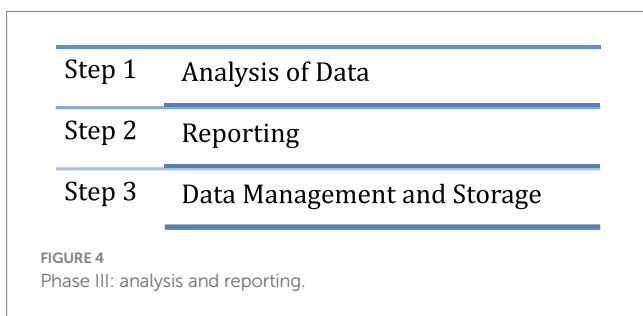 Step 1 Analysis of Data
Step 2 Reporting
Step 3 Data Management and Storage
FIGURE 4
Phase III: analysis and reporting.